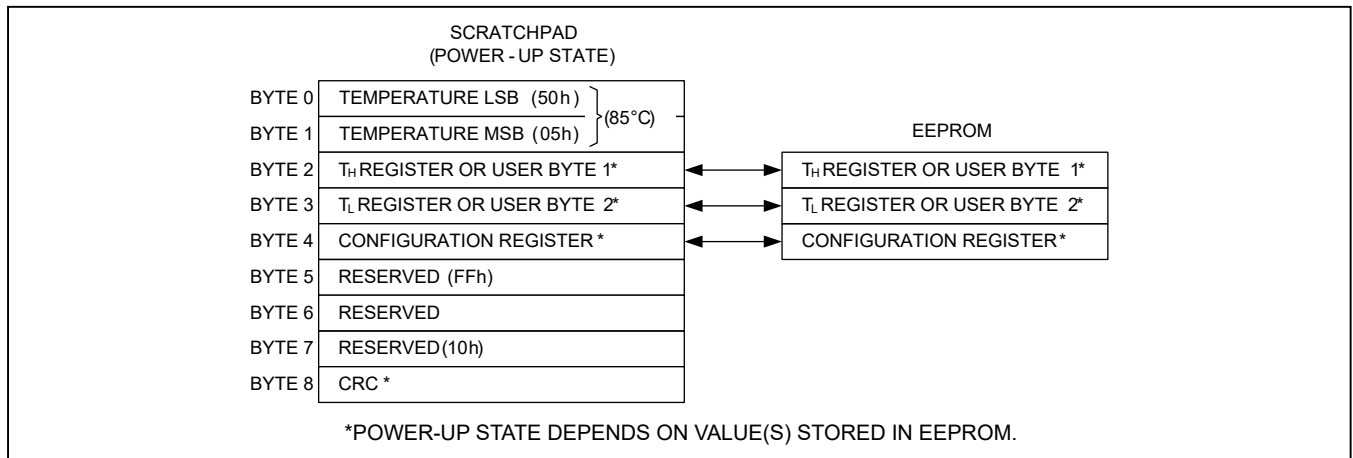 SCRATCHPAD
(POWER - UP STATE)
BYTE 0 TEMPERATURE LSB (50h)
(85°C)
BYTE 1 TEMPERATURE MSB (05h)
EEPROM
BYTE 2 TH REGISTER OR USER BYTE 1* TH REGISTER OR USER BYTE 1*
BYTE 3 TL REGISTER OR USER BYTE 2* TL REGISTER OR USER BYTE 2*
BYTE 4 CONFIGURATION REGISTER * CONFIGURATION REGISTER *
BYTE 5 RESERVED (FFh)
BYTE 6 RESERVED
BYTE 7 RESERVED (10h)
BYTE 8 CRC *
*POWER-UP STATE DEPENDS ON VALUE(S) STORED IN EEPROM.